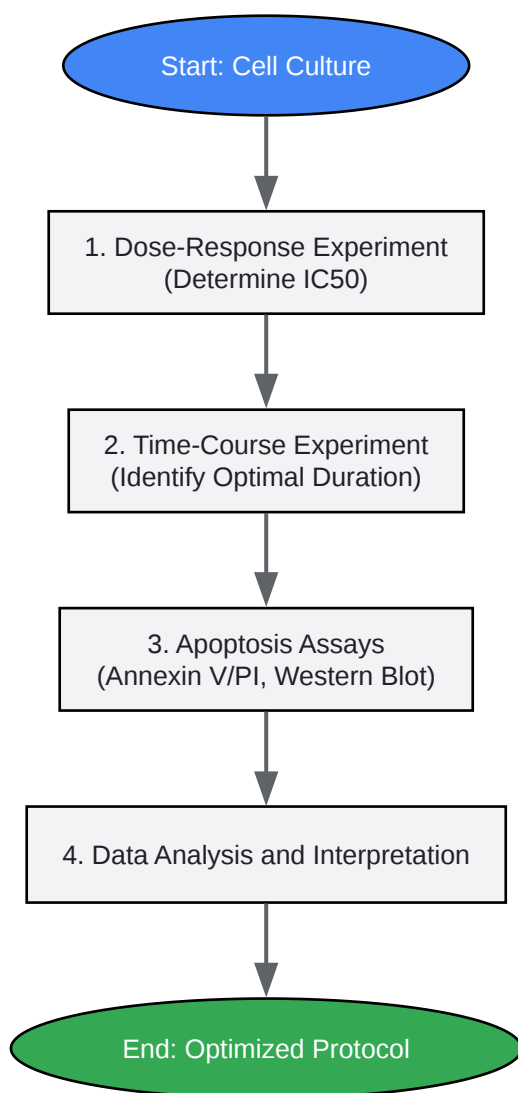 Start: Cell Culture
1. Dose-Response Experiment
(Determine IC50)
2. Time-Course Experiment
(Identify Optimal Duration)
3. Apoptosis Assays
(Annexin V/PI, Western Blot)
4. Data Analysis and Interpretation
End: Optimized Protocol